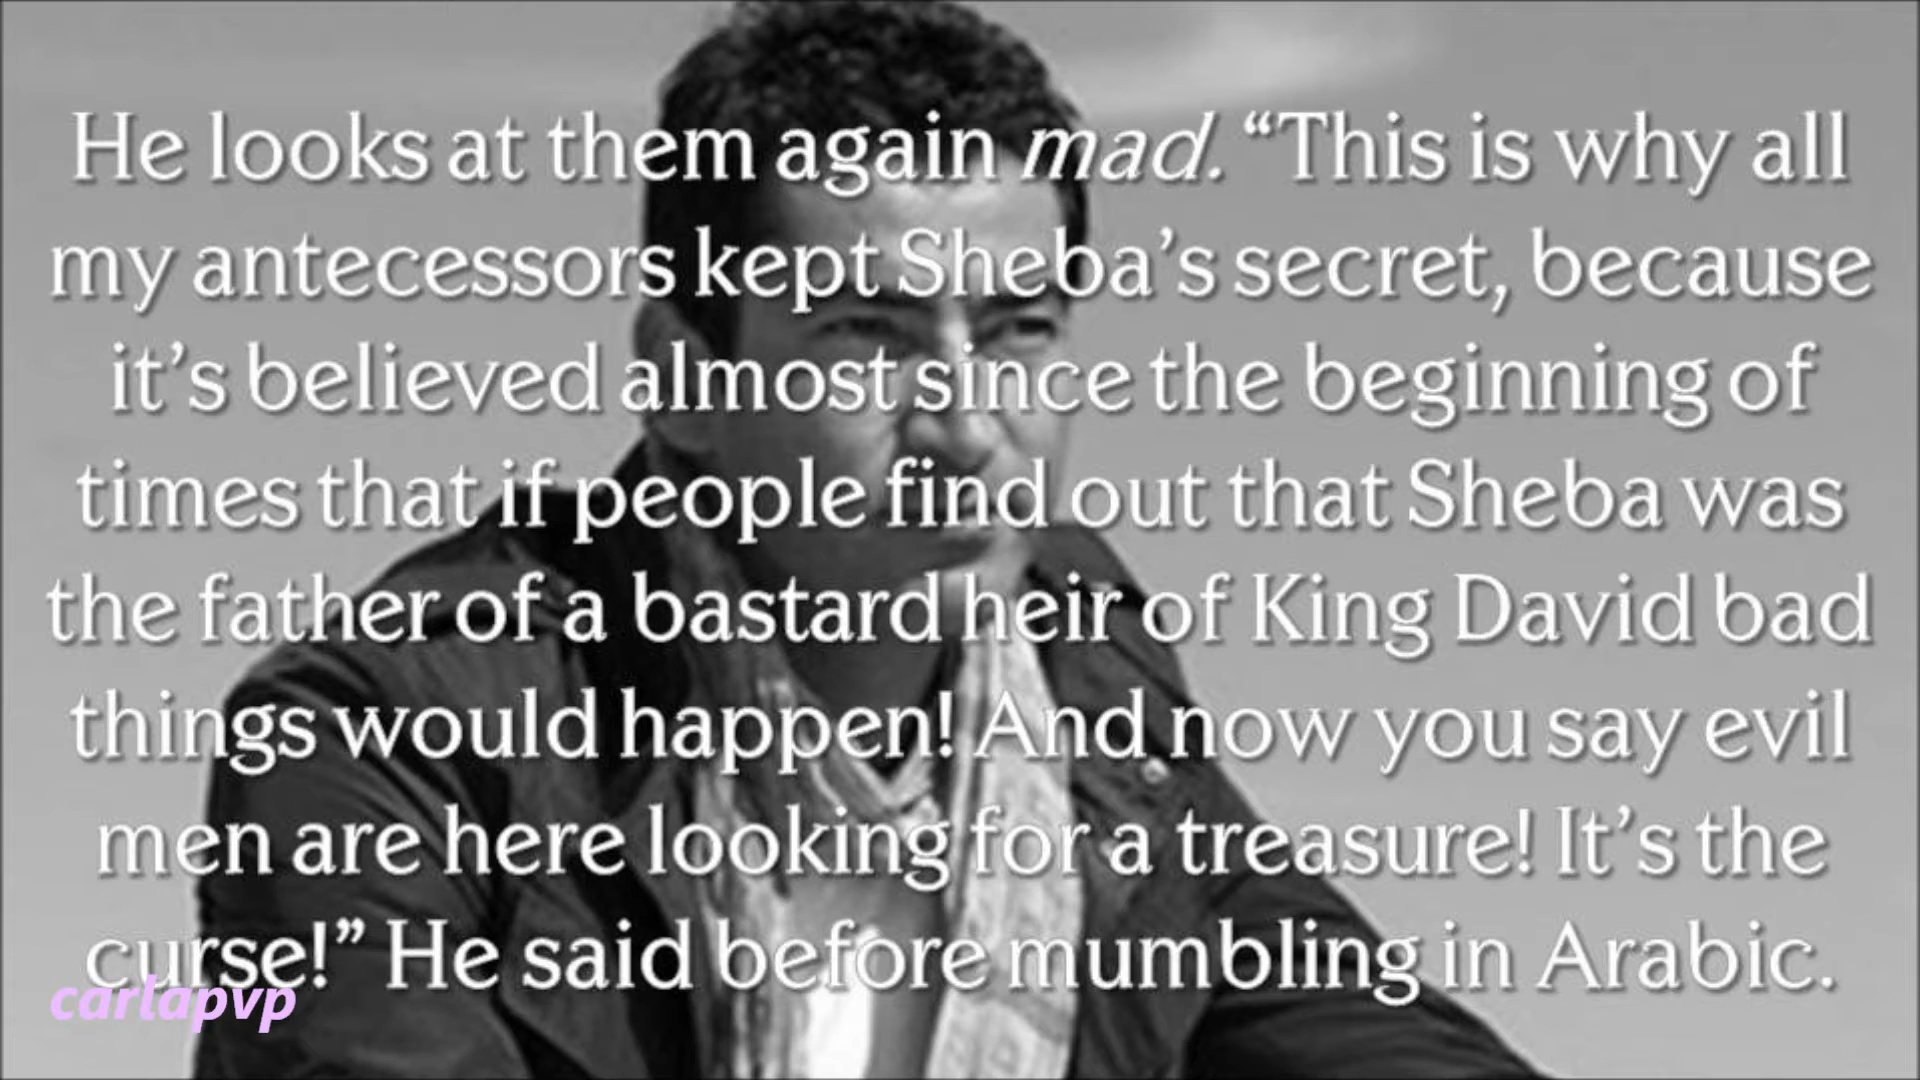 He looks at them again mad. “This is why all
my antecessors kept Sheba’s secret, because
it’s believed almost since the beginning of
times that if people find out that Sheba was
the father of a bastard heir of King David bad
things would happen! And now you say evil
men are here looking for a treasure! It’s the
curse!” He said before mumbling in Arabic.
carlapvp